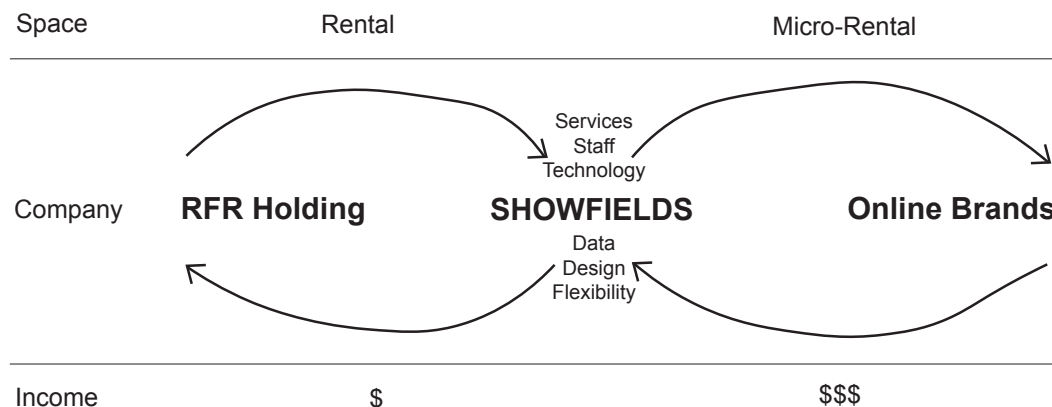 Space Rental Micro-Rental
Services
Staff
Technology
Company RFR Holding SHOWFIELDS Online Brands
Data
Design
Flexibility
Income $ $$$